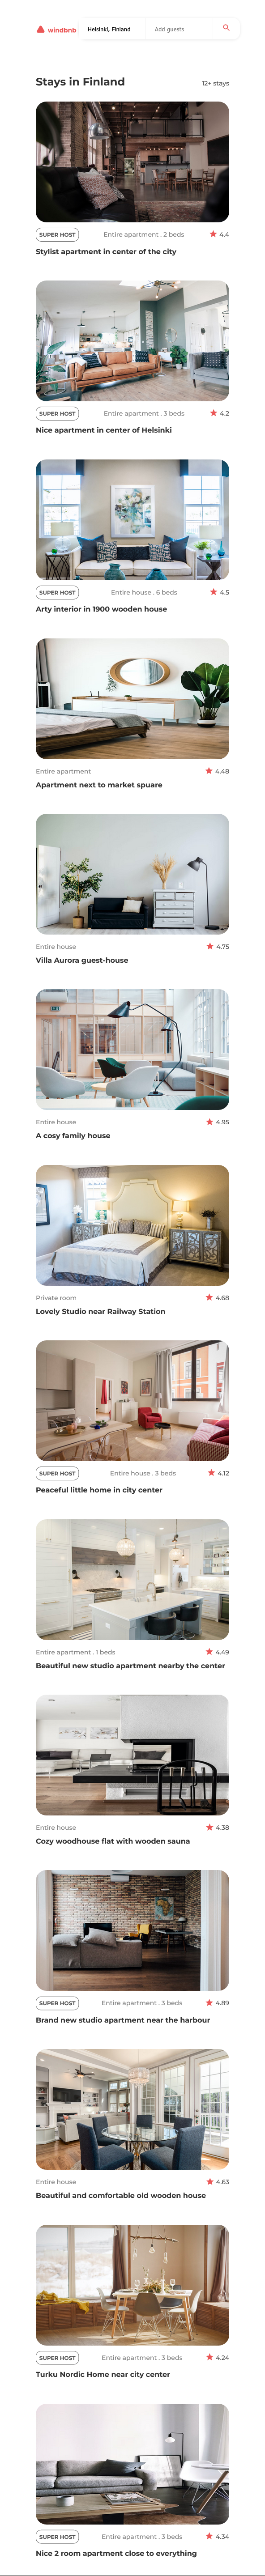 windbnb Helsinki, Finland Add guests
Stays in Finland 12+ stays
SUPER HOST Entire apartment . 2 beds 4.4
Stylist apartment in center of the city
SUPER HOST Entire apartment . 3 beds 4.2
Nice apartment in center of Helsinki
SUPER HOST Entire house . 6 beds 4.5
Arty interior in 1900 wooden house
Entire apartment 4.48
Apartment next to market spuare
Entire house 4.75
Villa Aurora guest-house
Entire house 4.95
A cosy family house
Private room 4.68
Lovely Studio near Railway Station
SUPER HOST Entire house . 3 beds 4.12
Peaceful little home in city center
Entire apartment . 1 beds 4.49
Beautiful new studio apartment nearby the center
Entire house 4.38
Cozy woodhouse flat with wooden sauna
SUPER HOST Entire apartment . 3 beds 4.89
Brand new studio apartment near the harbour
Entire house 4.63
Beautiful and comfortable old wooden house
SUPER HOST Entire apartment . 3 beds 4.24
Turku Nordic Home near city center
SUPER HOST Entire apartment . 3 beds 4.34
Nice 2 room apartment close to everything